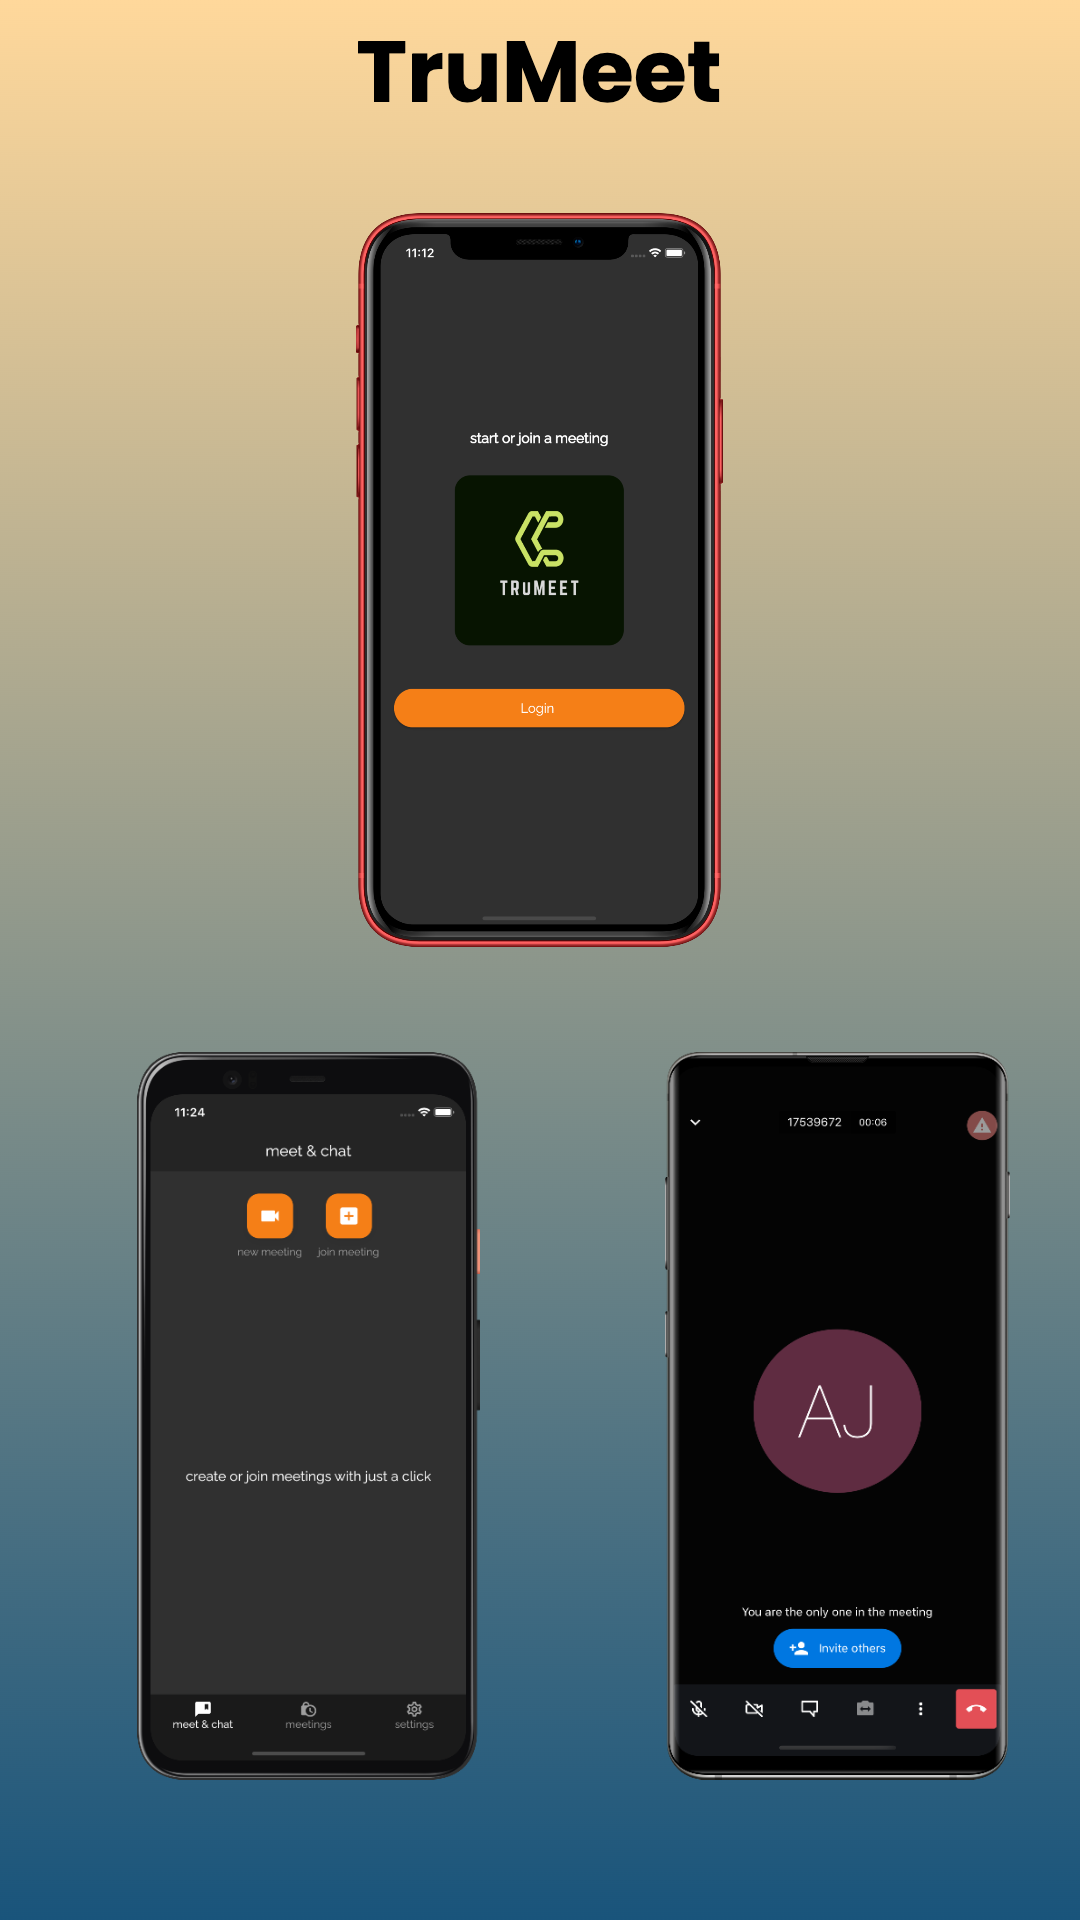 TruMeet
11:12
start or join a meeting
TRUMEET
Login
11:24
meet & chat
new meeting join meeting
create or join meetings with just a click
meet & chat meetings settings
17539672 00:06
AJ
You are the only one in the meeting
Invite others